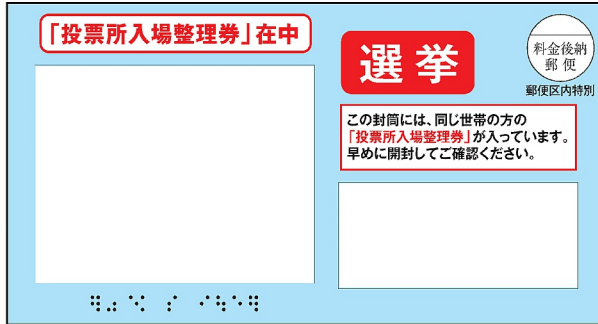 「投票所入場整理券」在中
選挙
料金後納
郵便
郵便区内特別
この封筒には、同じ世帯の方の
「投票所入場整理券」が入っています。
早めに開封してご確認ください。